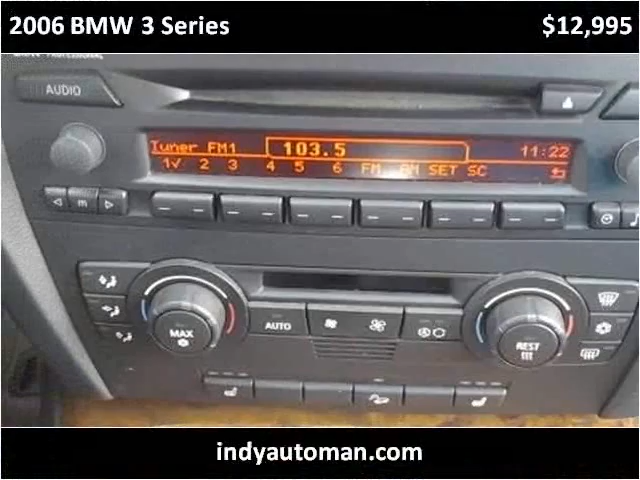 2006 BMW 3 Series $12,995
PROFESSIONAL
AUDIO
Tuner FM1 103.5 11:22
1✓ 2 3 4 5 6 FM AM SET SC
m
MAX AUTO REST
indyautoman.com